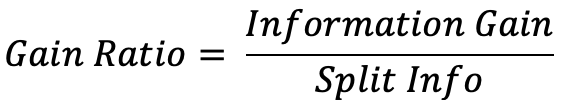 Gain Ratio = Information Gain / Split Info